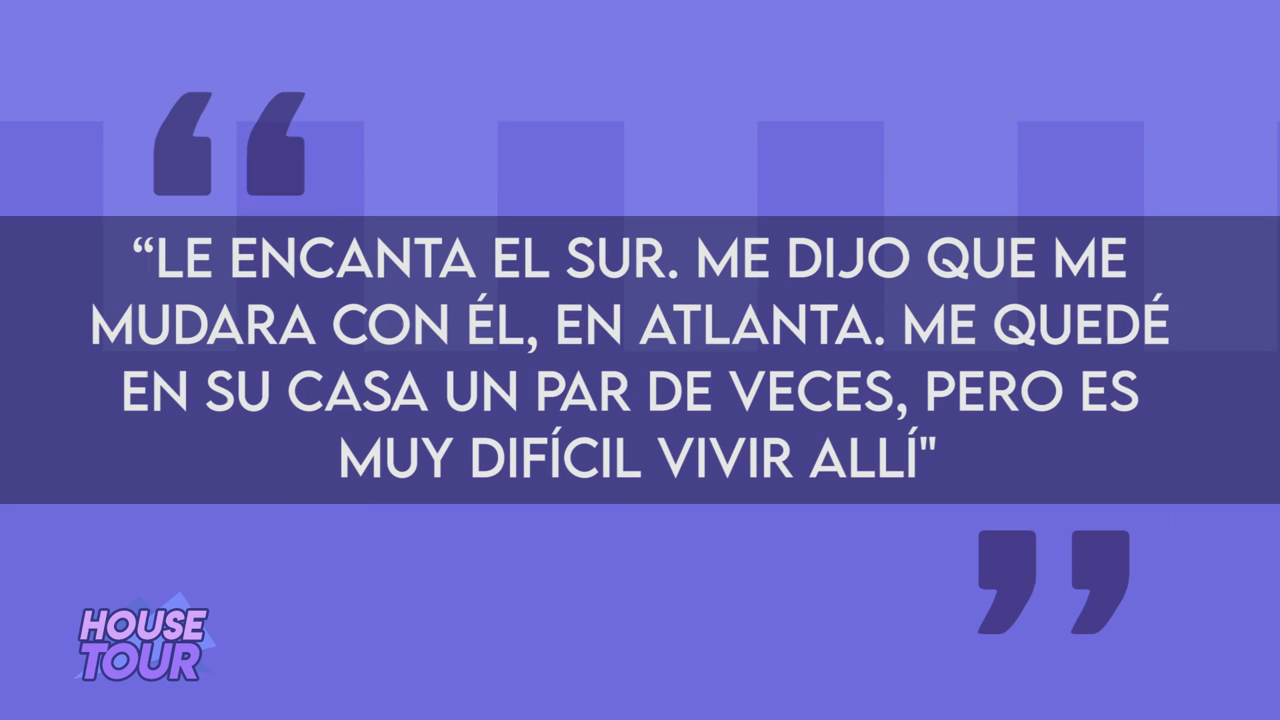 “LE ENCANTA EL SUR. ME DIJO QUE ME
MUDARA CON ÉL, EN ATLANTA. ME QUEDÉ
EN SU CASA UN PAR DE VECES, PERO ES
MUY DIFÍCIL VIVIR ALLÍ"
HOUSE
TOUR